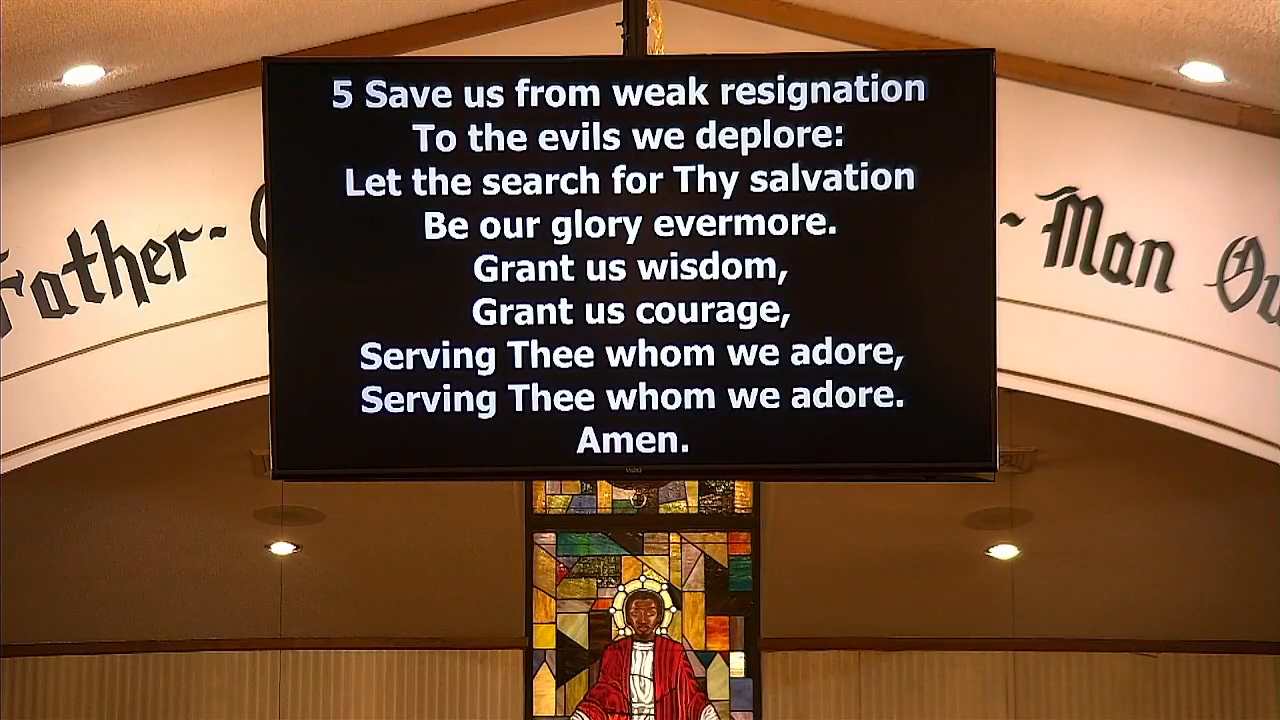 5 Save us from weak resignation
To the evils we deplore:
Let the search for Thy salvation
Be our glory evermore.
Grant us wisdom,
Grant us courage,
Serving Thee whom we adore,
Serving Thee whom we adore.
Amen.
Father-
- Man